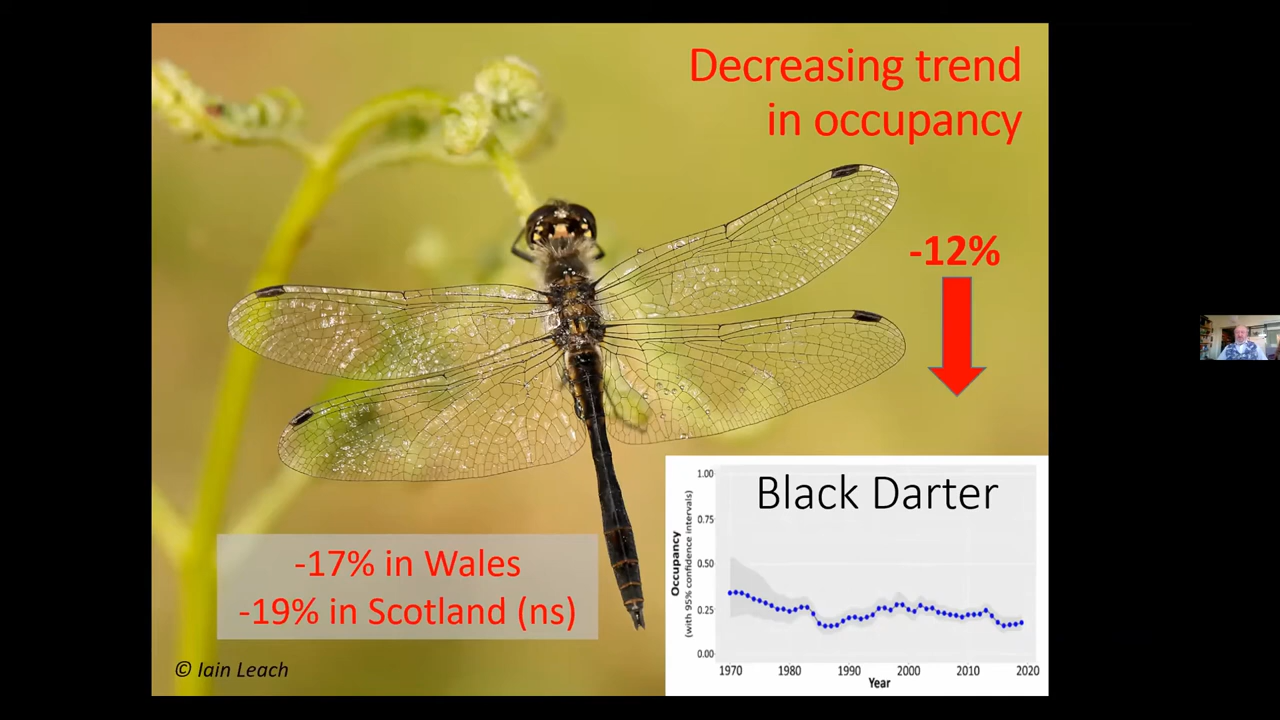 Decreasing trend
in occupancy
-12%
-17% in Wales
-19% in Scotland (ns)
© Iain Leach
Black Darter
Occupancy
(with 95% confidence intervals)
1.00
0.75
0.50
0.25
0.00
1970 1980 1990 2000 2010 2020
Year